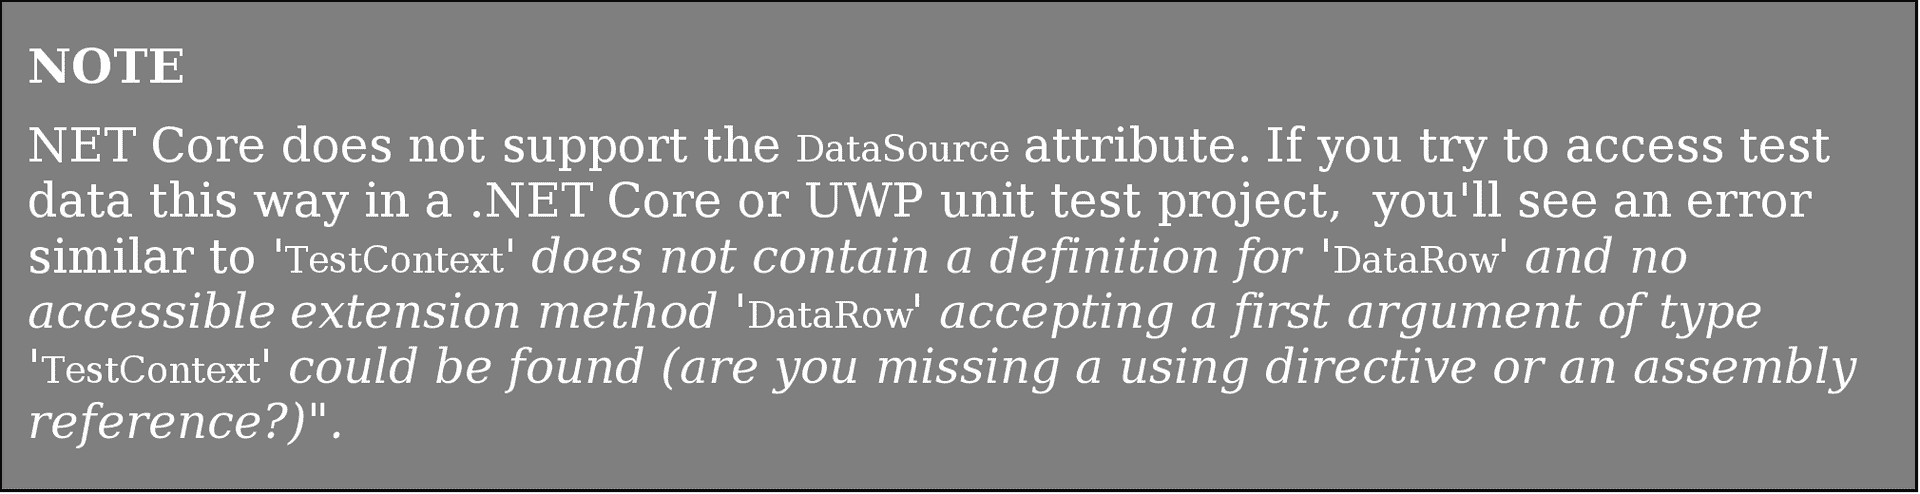 NOTE
NET Core does not support the DataSource attribute. If you try to access test
data this way in a .NET Core or UWP unit test project,  you'll see an error
similar to 'TestContext' does not contain a definition for 'DataRow' and no
accessible extension method 'DataRow' accepting a first argument of type
'TestContext' could be found (are you missing a using directive or an assembly
reference?)".